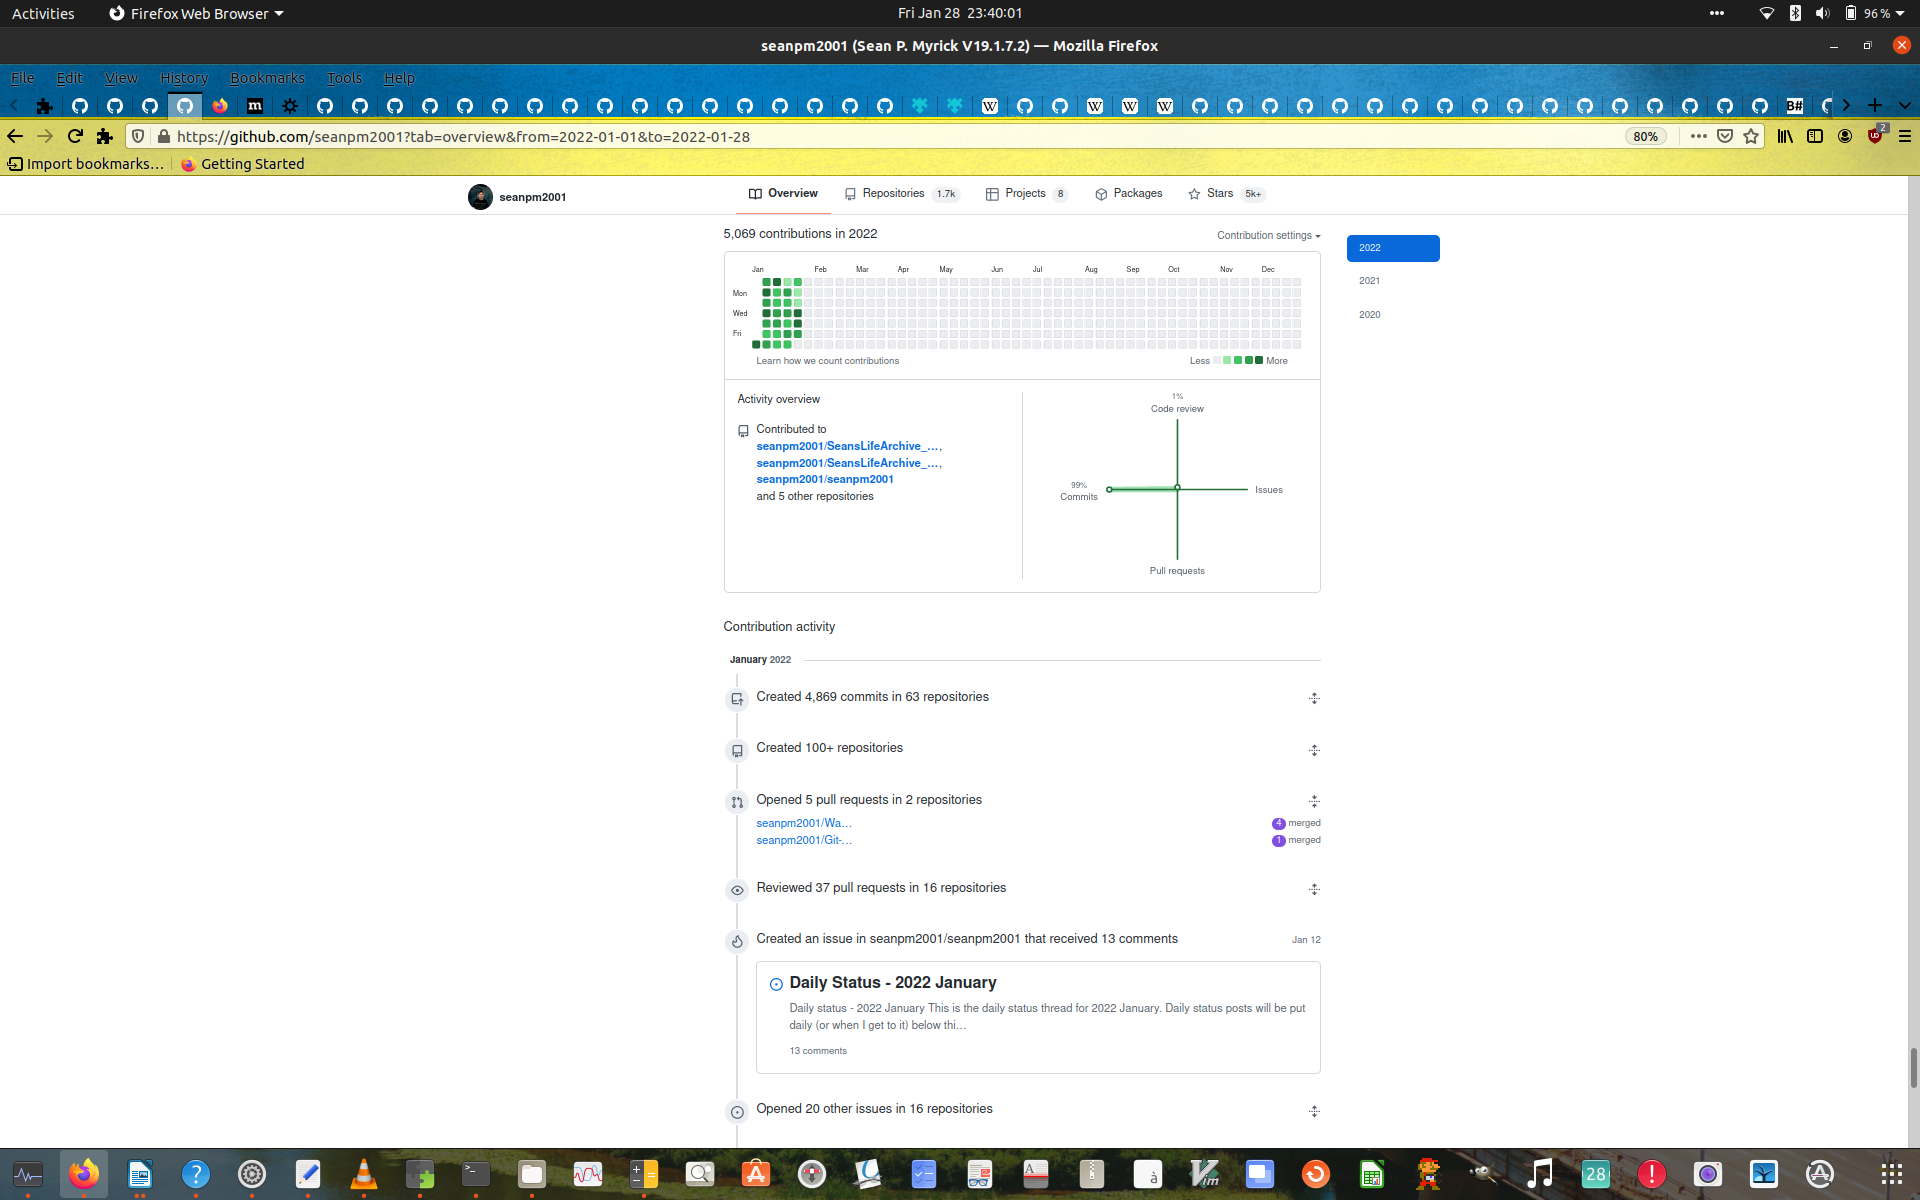 Activities
Firefox Web Browser
Fri Jan 28 23:40:01
96%
seanpm2001 (Sean P. Myrick V19.1.7.2) — Mozilla Firefox
File Edit View History Bookmarks Tools Help
m W W W W B#
https://github.com/seanpm2001?tab=overview&from=2022-01-01&to=2022-01-28
80%
2
Import bookmarks...
Getting Started
seanpm2001
Overview
Repositories 1.7k
Projects 8
Packages
Stars 5k+
5,069 contributions in 2022
Contribution settings
2022
2021
2020
Jan Feb Mar Apr May Jun Jul Aug Sep Oct Nov Dec
Mon
Wed
Fri
Learn how we count contributions
Less More
Activity overview
Contributed to
seanpm2001/SeansLifeArchive_...,
seanpm2001/SeansLifeArchive_...,
seanpm2001/seanpm2001
and 5 other repositories
1%
Code review
99%
Commits
Issues
Pull requests
Contribution activity
January 2022
Created 4,869 commits in 63 repositories
Created 100+ repositories
Opened 5 pull requests in 2 repositories
seanpm2001/Wa... 4 merged
seanpm2001/Git-... 1 merged
Reviewed 37 pull requests in 16 repositories
Created an issue in seanpm2001/seanpm2001 that received 13 comments Jan 12
Daily Status - 2022 January
Daily status - 2022 January This is the daily status thread for 2022 January. Daily status posts will be put
daily (or when I get to it) below thi...
13 comments
Opened 20 other issues in 16 repositories
28